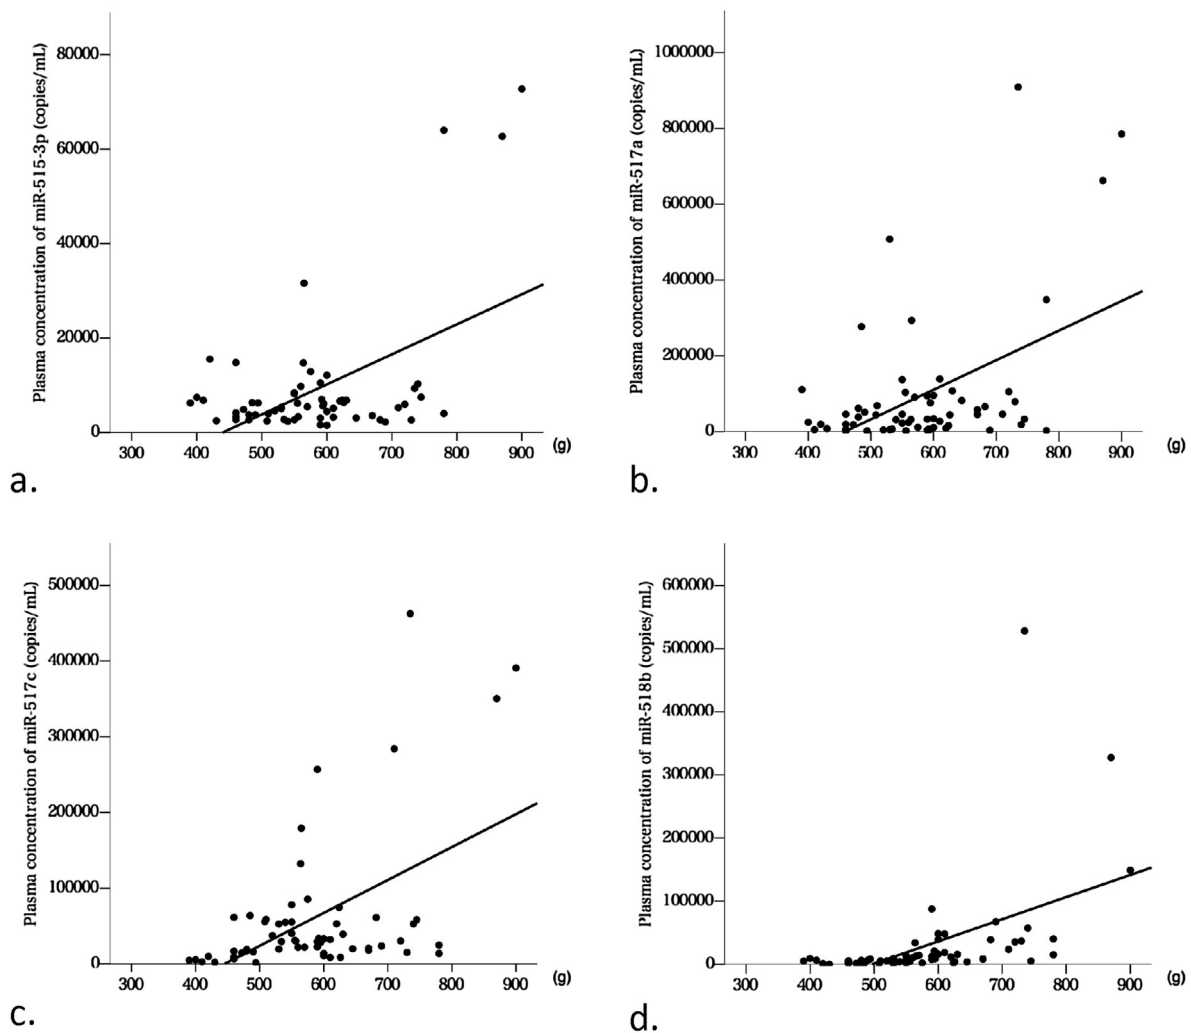 Plasma concentration of miR-515-3p (copies/mL)
80000
60000
40000
20000
0
300 400 500 600 700 800 900 (g)
a.
Plasma concentration of miR-517a (copies/mL)
1000000
800000
600000
400000
200000
0
300 400 500 600 700 800 900 (g)
b.
Plasma concentration of miR-517c (copies/mL)
500000
400000
300000
200000
100000
0
300 400 500 600 700 800 900 (g)
c.
Plasma concentration of miR-518b (copies/mL)
600000
500000
400000
300000
200000
100000
0
300 400 500 600 700 800 900 (g)
d.